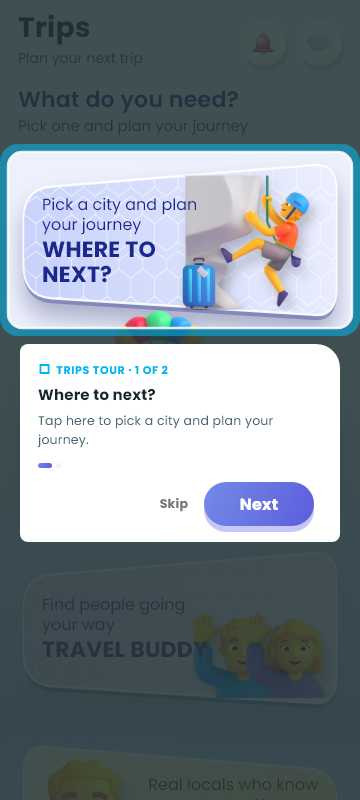 Trips
Plan your next trip
What do you need?
Pick one and plan your journey
Pick a city and plan
your journey
WHERE TO
NEXT?
TRIPS TOUR · 1 OF 2
Where to next?
Tap here to pick a city and plan your
journey.
Skip
Next
Find people going
your way
TRAVEL BUDDY
Real locals who know